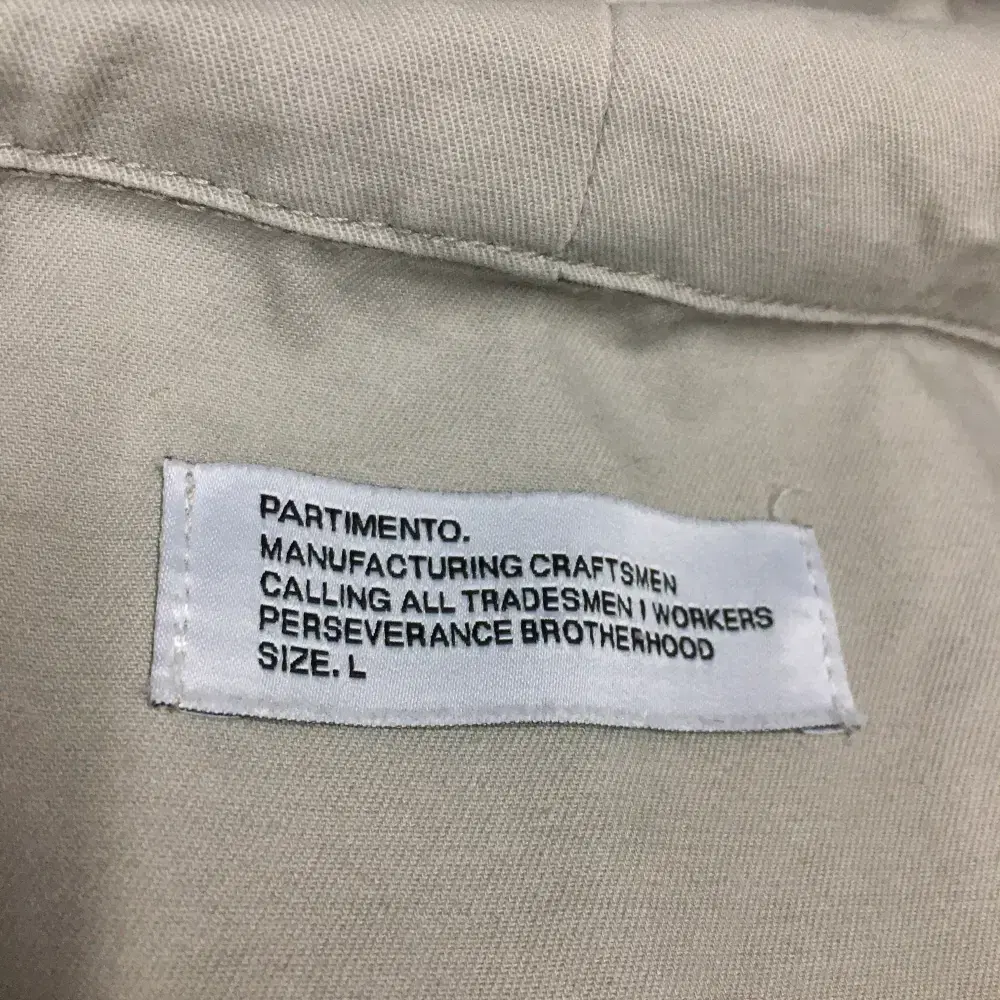 PARTIMENTO.
MANUFACTURING CRAFTSMEN
CALLING ALL TRADESMEN I WORKERS
PERSEVERANCE BROTHERHOOD
SIZE. L